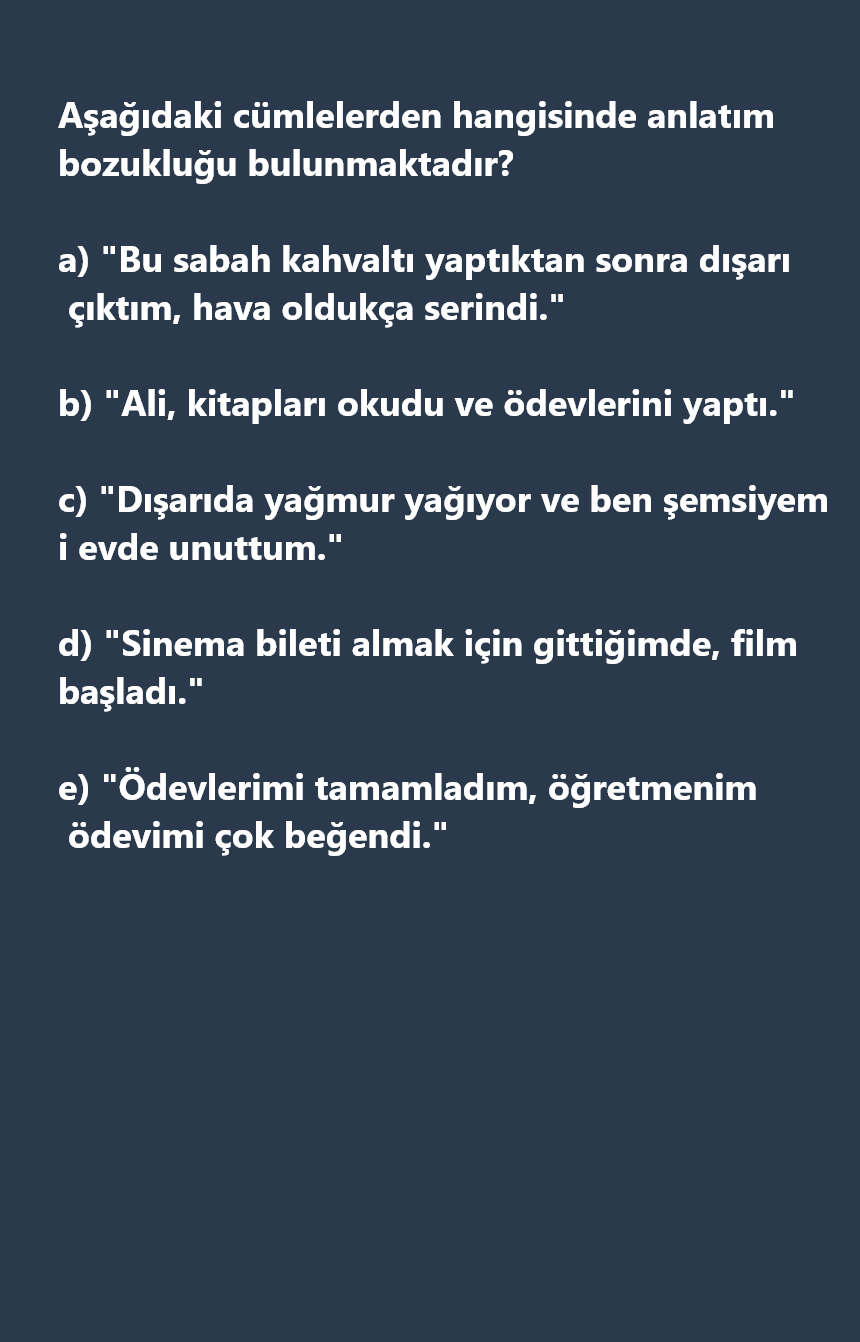 Aşağıdaki cümlelerden hangisinde anlatım
bozukluğu bulunmaktadır?
a) "Bu sabah kahvaltı yaptıktan sonra dışarı
çıktım, hava oldukça serindi."
b) "Ali, kitapları okudu ve ödevlerini yaptı."
c) "Dışarıda yağmur yağıyor ve ben şemsiyem
i evde unuttum."
d) "Sinema bileti almak için gittiğimde, film
başladı."
e) "Ödevlerimi tamamladım, öğretmenim
ödevimi çok beğendi."